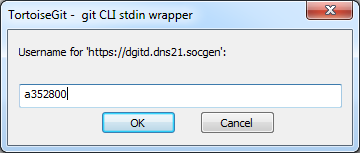 TortoiseGit - git CLI stdin wrapper
Username for 'https://dgitd.dns21.socgen':
a352800
OK
Cancel